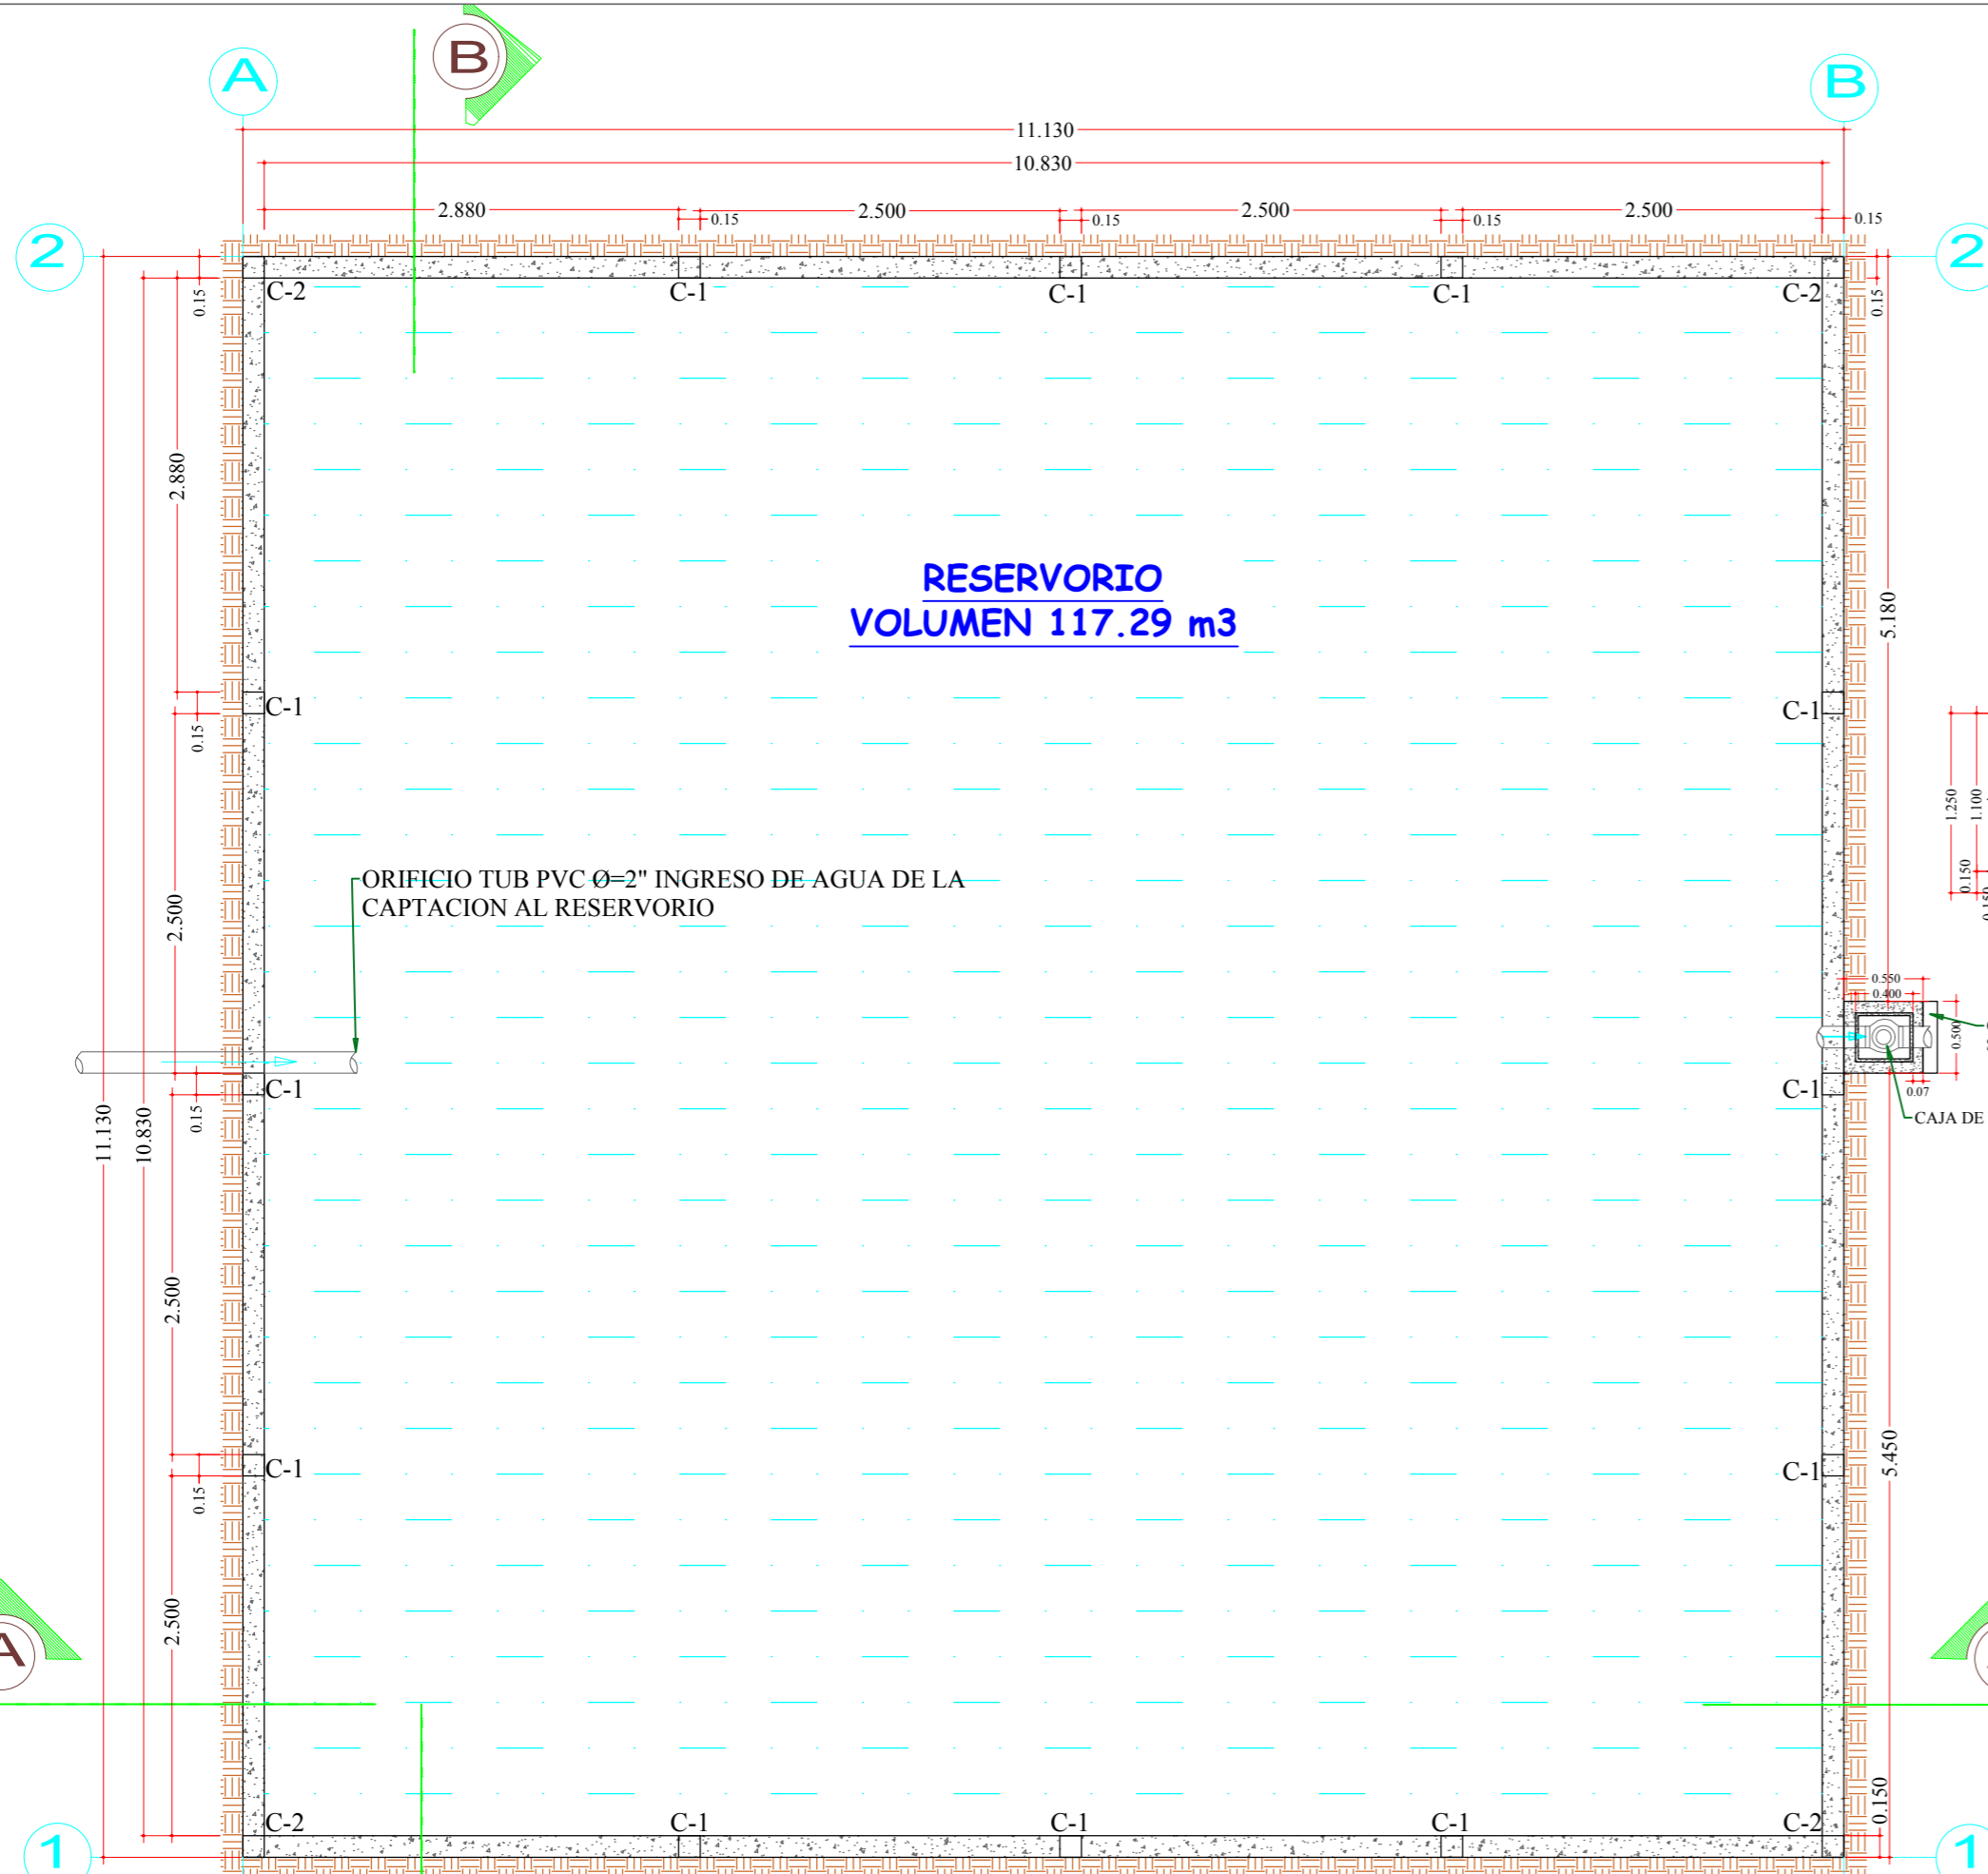 A
B
B
11.130
10.830
2.880
0.15
2.500
0.15
2.500
0.15
2.500
0.15
2
2
C-2
C-1
C-1
C-1
C-2
0.15
0.15
2.880
RESERVORIO
VOLUMEN 117.29 m3
5.180
C-1
C-1
0.15
1.250
1.100
0.150
0.150
ORIFICIO TUB PVC Ø=2" INGRESO DE AGUA DE LA
CAPTACION AL RESERVORIO
2.500
0.550
0.400
0.500
0.07
C-1
C-1
0.15
CAJA DE
11.130
10.830
2.500
C-1
C-1
0.15
5.450
2.500
A
0.150
C-2
C-1
C-1
C-1
C-2
1
1